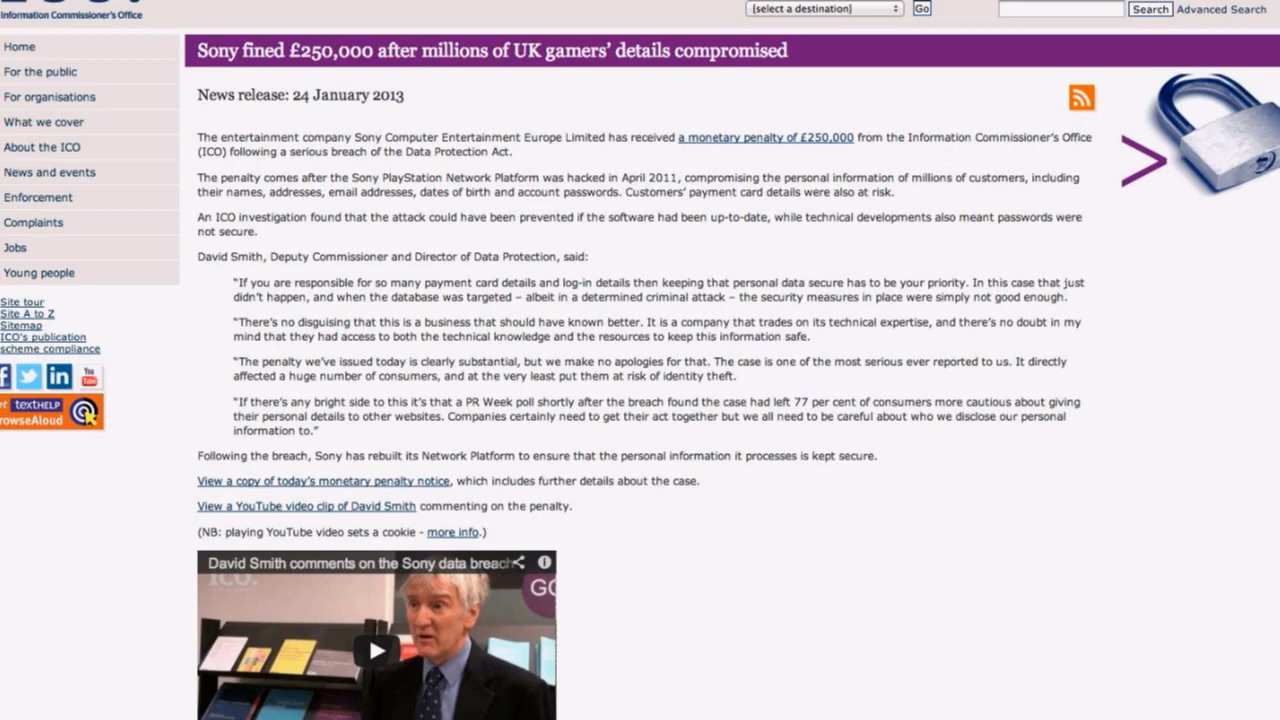 Information Commissioner's Office
[select a destination]
Go
Search
Advanced Search
Home
For the public
For organisations
What we cover
About the ICO
News and events
Enforcement
Complaints
Jobs
Young people
Site tour
Site A to Z
Sitemap
ICO's publication
scheme compliance
You
Tube
textHELP
rowseAloud
Sony fined £250,000 after millions of UK gamers' details compromised
News release: 24 January 2013
The entertainment company Sony Computer Entertainment Europe Limited has received a monetary penalty of £250,000 from the Information Commissioner's Office
(ICO) following a serious breach of the Data Protection Act.
The penalty comes after the Sony PlayStation Network Platform was hacked in April 2011, compromising the personal information of millions of customers, including
their names, addresses, email addresses, dates of birth and account passwords. Customers' payment card details were also at risk.
An ICO investigation found that the attack could have been prevented if the software had been up-to-date, while technical developments also meant passwords were
not secure.
David Smith, Deputy Commissioner and Director of Data Protection, said:
"If you are responsible for so many payment card details and log-in details then keeping that personal data secure has to be your priority. In this case that just
didn't happen, and when the database was targeted – albeit in a determined criminal attack – the security measures in place were simply not good enough.
"There's no disguising that this is a business that should have known better. It is a company that trades on its technical expertise, and there's no doubt in my
mind that they had access to both the technical knowledge and the resources to keep this information safe.
"The penalty we've issued today is clearly substantial, but we make no apologies for that. The case is one of the most serious ever reported to us. It directly
affected a huge number of consumers, and at the very least put them at risk of identity theft.
"If there's any bright side to this it's that a PR Week poll shortly after the breach found the case had left 77 per cent of consumers more cautious about giving
their personal details to other websites. Companies certainly need to get their act together but we all need to be careful about who we disclose our personal
information to."
Following the breach, Sony has rebuilt its Network Platform to ensure that the personal information it processes is kept secure.
View a copy of today's monetary penalty notice, which includes further details about the case.
View a YouTube video clip of David Smith commenting on the penalty.
(NB: playing YouTube video sets a cookie - more info.)
David Smith comments on the Sony data breach
ico.
GO